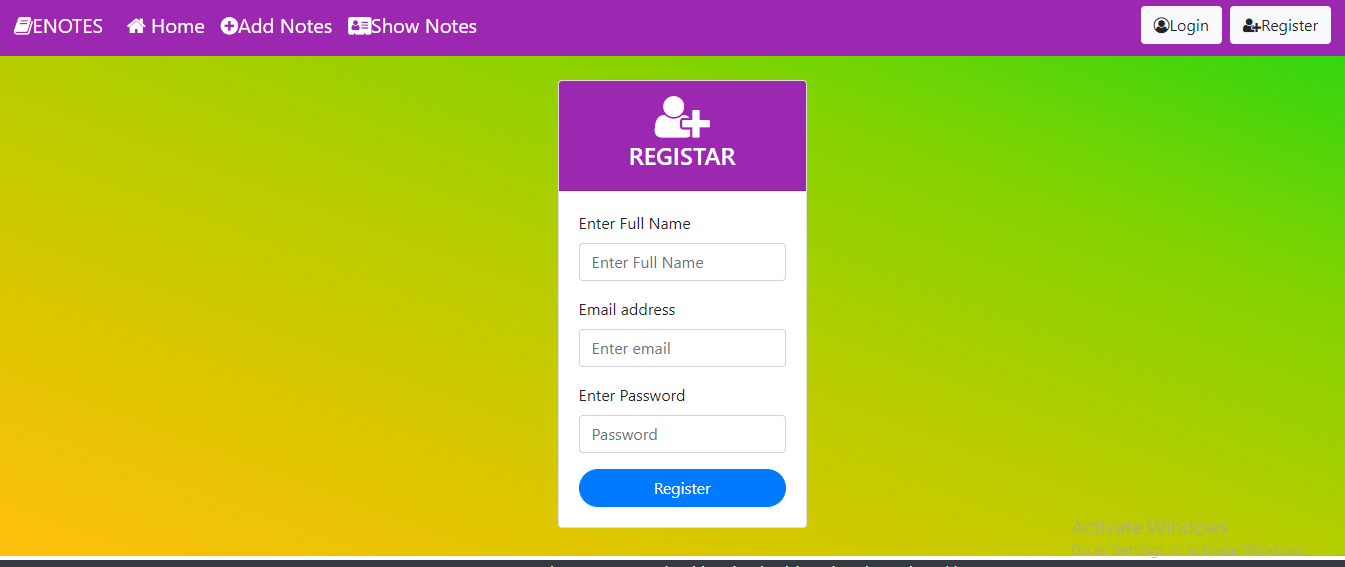 ENOTES Home Add Notes Show Notes Login Register
REGISTAR
Enter Full Name
Enter Full Name
Email address
Enter email
Enter Password
Password
Register
Activate Windows
Go to Settings to activate Windows.